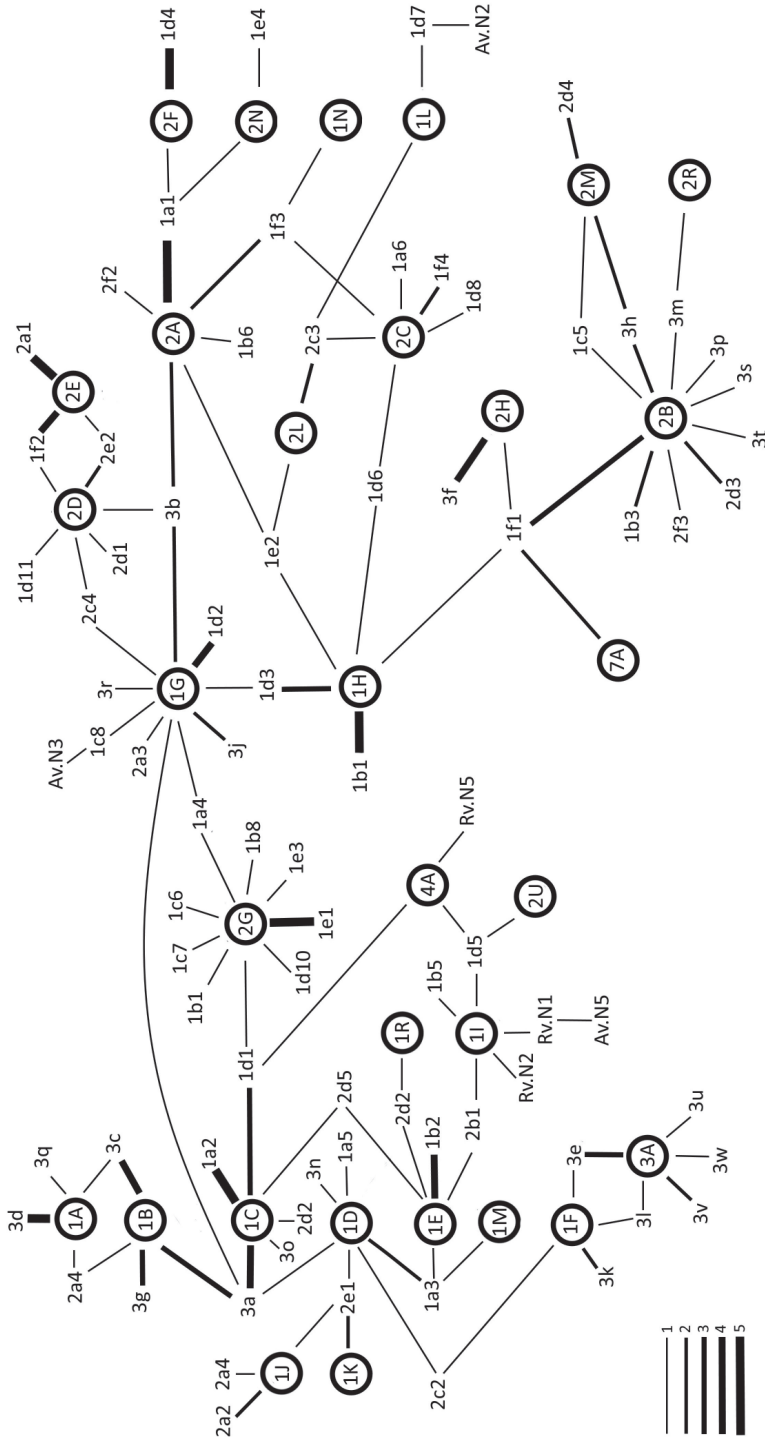 3d
2a1
1d11
3q
1f2
Av.N3
2a4
1A
2D
2E
2c4
1c8
3r
2e2
3c
2d1
2f2
3g
1B
2a3
1G
3b
2A
1a1
2F
1d4
1c7
1c6
1b1
1a4
1d2
1a2
3j
2a4
2a2
3a
1C
1d1
2G
1b8
1b6
2N
1e4
3o
1d3
1e2
1f3
1J
2d2
1d10
1e3
2L
2c3
3n
1e1
1N
2e1
1K
1D
1a5
2d5
1b1
1H
1d6
2C
1a6
2d2
1R
1d7
1L
1a3
1E
1b2
4A
1f4
2c2
1b5
3f
1d8
Rv.N5
2b1
1I
1d5
Av.N2
1M
2H
1f1
Rv.N2
2U
2d4
Rv.N1
1F
3e
1c5
2M
3k
Av.N5
7A
1b3
3h
3l
3A
2B
3m
2R
2f3
3v
3u
3w
2d3
3p
3s
3t
1
2
3
4
5